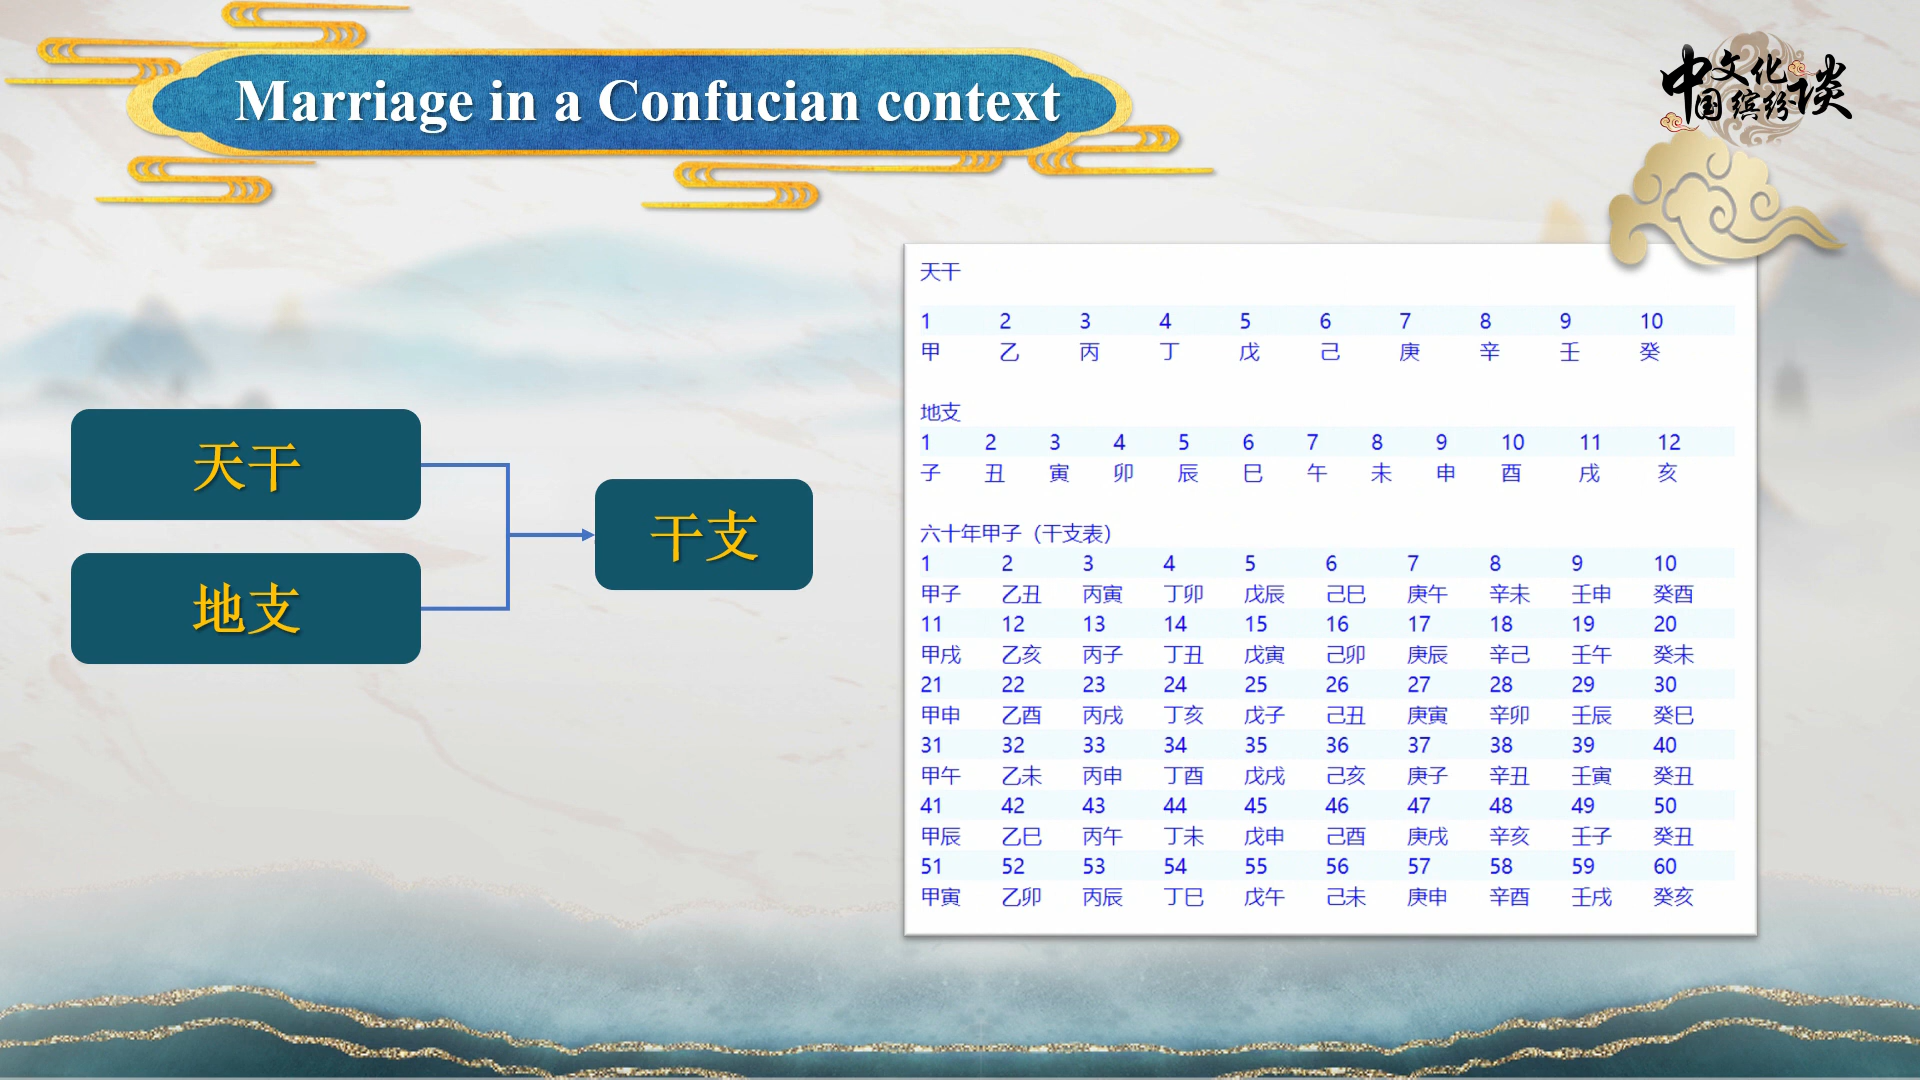 Marriage in a Confucian context
中国文化缤纷谈
天干
地支
干支
天干
1 2 3 4 5 6 7 8 9 10
甲 乙 丙 丁 戊 己 庚 辛 壬 癸
地支
1 2 3 4 5 6 7 8 9 10 11 12
子 丑 寅 卯 辰 巳 午 未 申 酉 戌 亥
六十年甲子（干支表）
1 2 3 4 5 6 7 8 9 10
甲子 乙丑 丙寅 丁卯 戊辰 己巳 庚午 辛未 壬申 癸酉
11 12 13 14 15 16 17 18 19 20
甲戌 乙亥 丙子 丁丑 戊寅 己卯 庚辰 辛己 壬午 癸未
21 22 23 24 25 26 27 28 29 30
甲申 乙酉 丙戌 丁亥 戊子 己丑 庚寅 辛卯 壬辰 癸巳
31 32 33 34 35 36 37 38 39 40
甲午 乙未 丙申 丁酉 戊戌 己亥 庚子 辛丑 壬寅 癸丑
41 42 43 44 45 46 47 48 49 50
甲辰 乙巳 丙午 丁未 戊申 己酉 庚戌 辛亥 壬子 癸丑
51 52 53 54 55 56 57 58 59 60
甲寅 乙卯 丙辰 丁巳 戊午 己未 庚申 辛酉 壬戌 癸亥